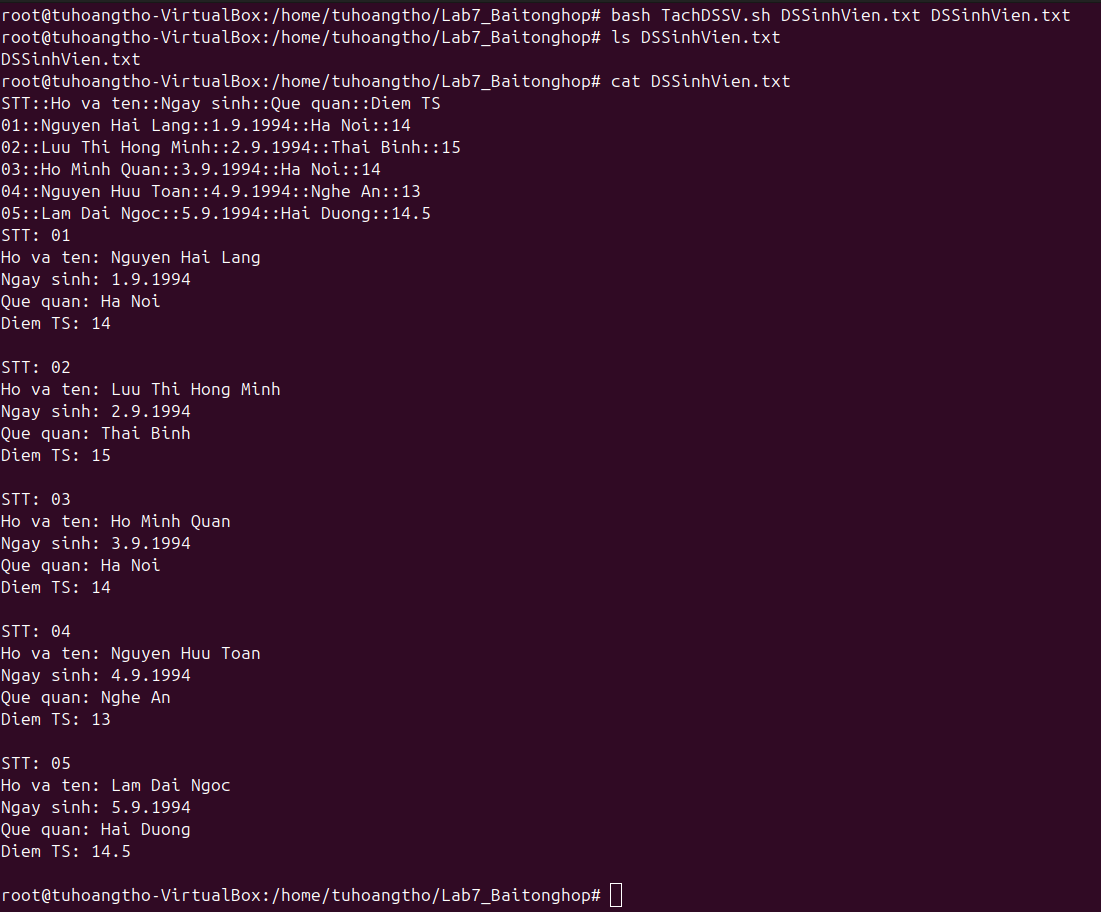 root@tuhoangtho-VirtualBox:/home/tuhoangtho/Lab7_Baitonghop# bash TachDSSV.sh DSSinhVien.txt DSSinhVien.txt
root@tuhoangtho-VirtualBox:/home/tuhoangtho/Lab7_Baitonghop# ls DSSinhVien.txt
DSSinhVien.txt
root@tuhoangtho-VirtualBox:/home/tuhoangtho/Lab7_Baitonghop# cat DSSinhVien.txt
STT::Ho va ten::Ngay sinh::Que quan::Diem TS
01::Nguyen Hai Lang::1.9.1994::Ha Noi::14
02::Luu Thi Hong Minh::2.9.1994::Thai Binh::15
03::Ho Minh Quan::3.9.1994::Ha Noi::14
04::Nguyen Huu Toan::4.9.1994::Nghe An::13
05::Lam Dai Ngoc::5.9.1994::Hai Duong::14.5
STT: 01
Ho va ten: Nguyen Hai Lang
Ngay sinh: 1.9.1994
Que quan: Ha Noi
Diem TS: 14

STT: 02
Ho va ten: Luu Thi Hong Minh
Ngay sinh: 2.9.1994
Que quan: Thai Binh
Diem TS: 15

STT: 03
Ho va ten: Ho Minh Quan
Ngay sinh: 3.9.1994
Que quan: Ha Noi
Diem TS: 14

STT: 04
Ho va ten: Nguyen Huu Toan
Ngay sinh: 4.9.1994
Que quan: Nghe An
Diem TS: 13

STT: 05
Ho va ten: Lam Dai Ngoc
Ngay sinh: 5.9.1994
Que quan: Hai Duong
Diem TS: 14.5

root@tuhoangtho-VirtualBox:/home/tuhoangtho/Lab7_Baitonghop#